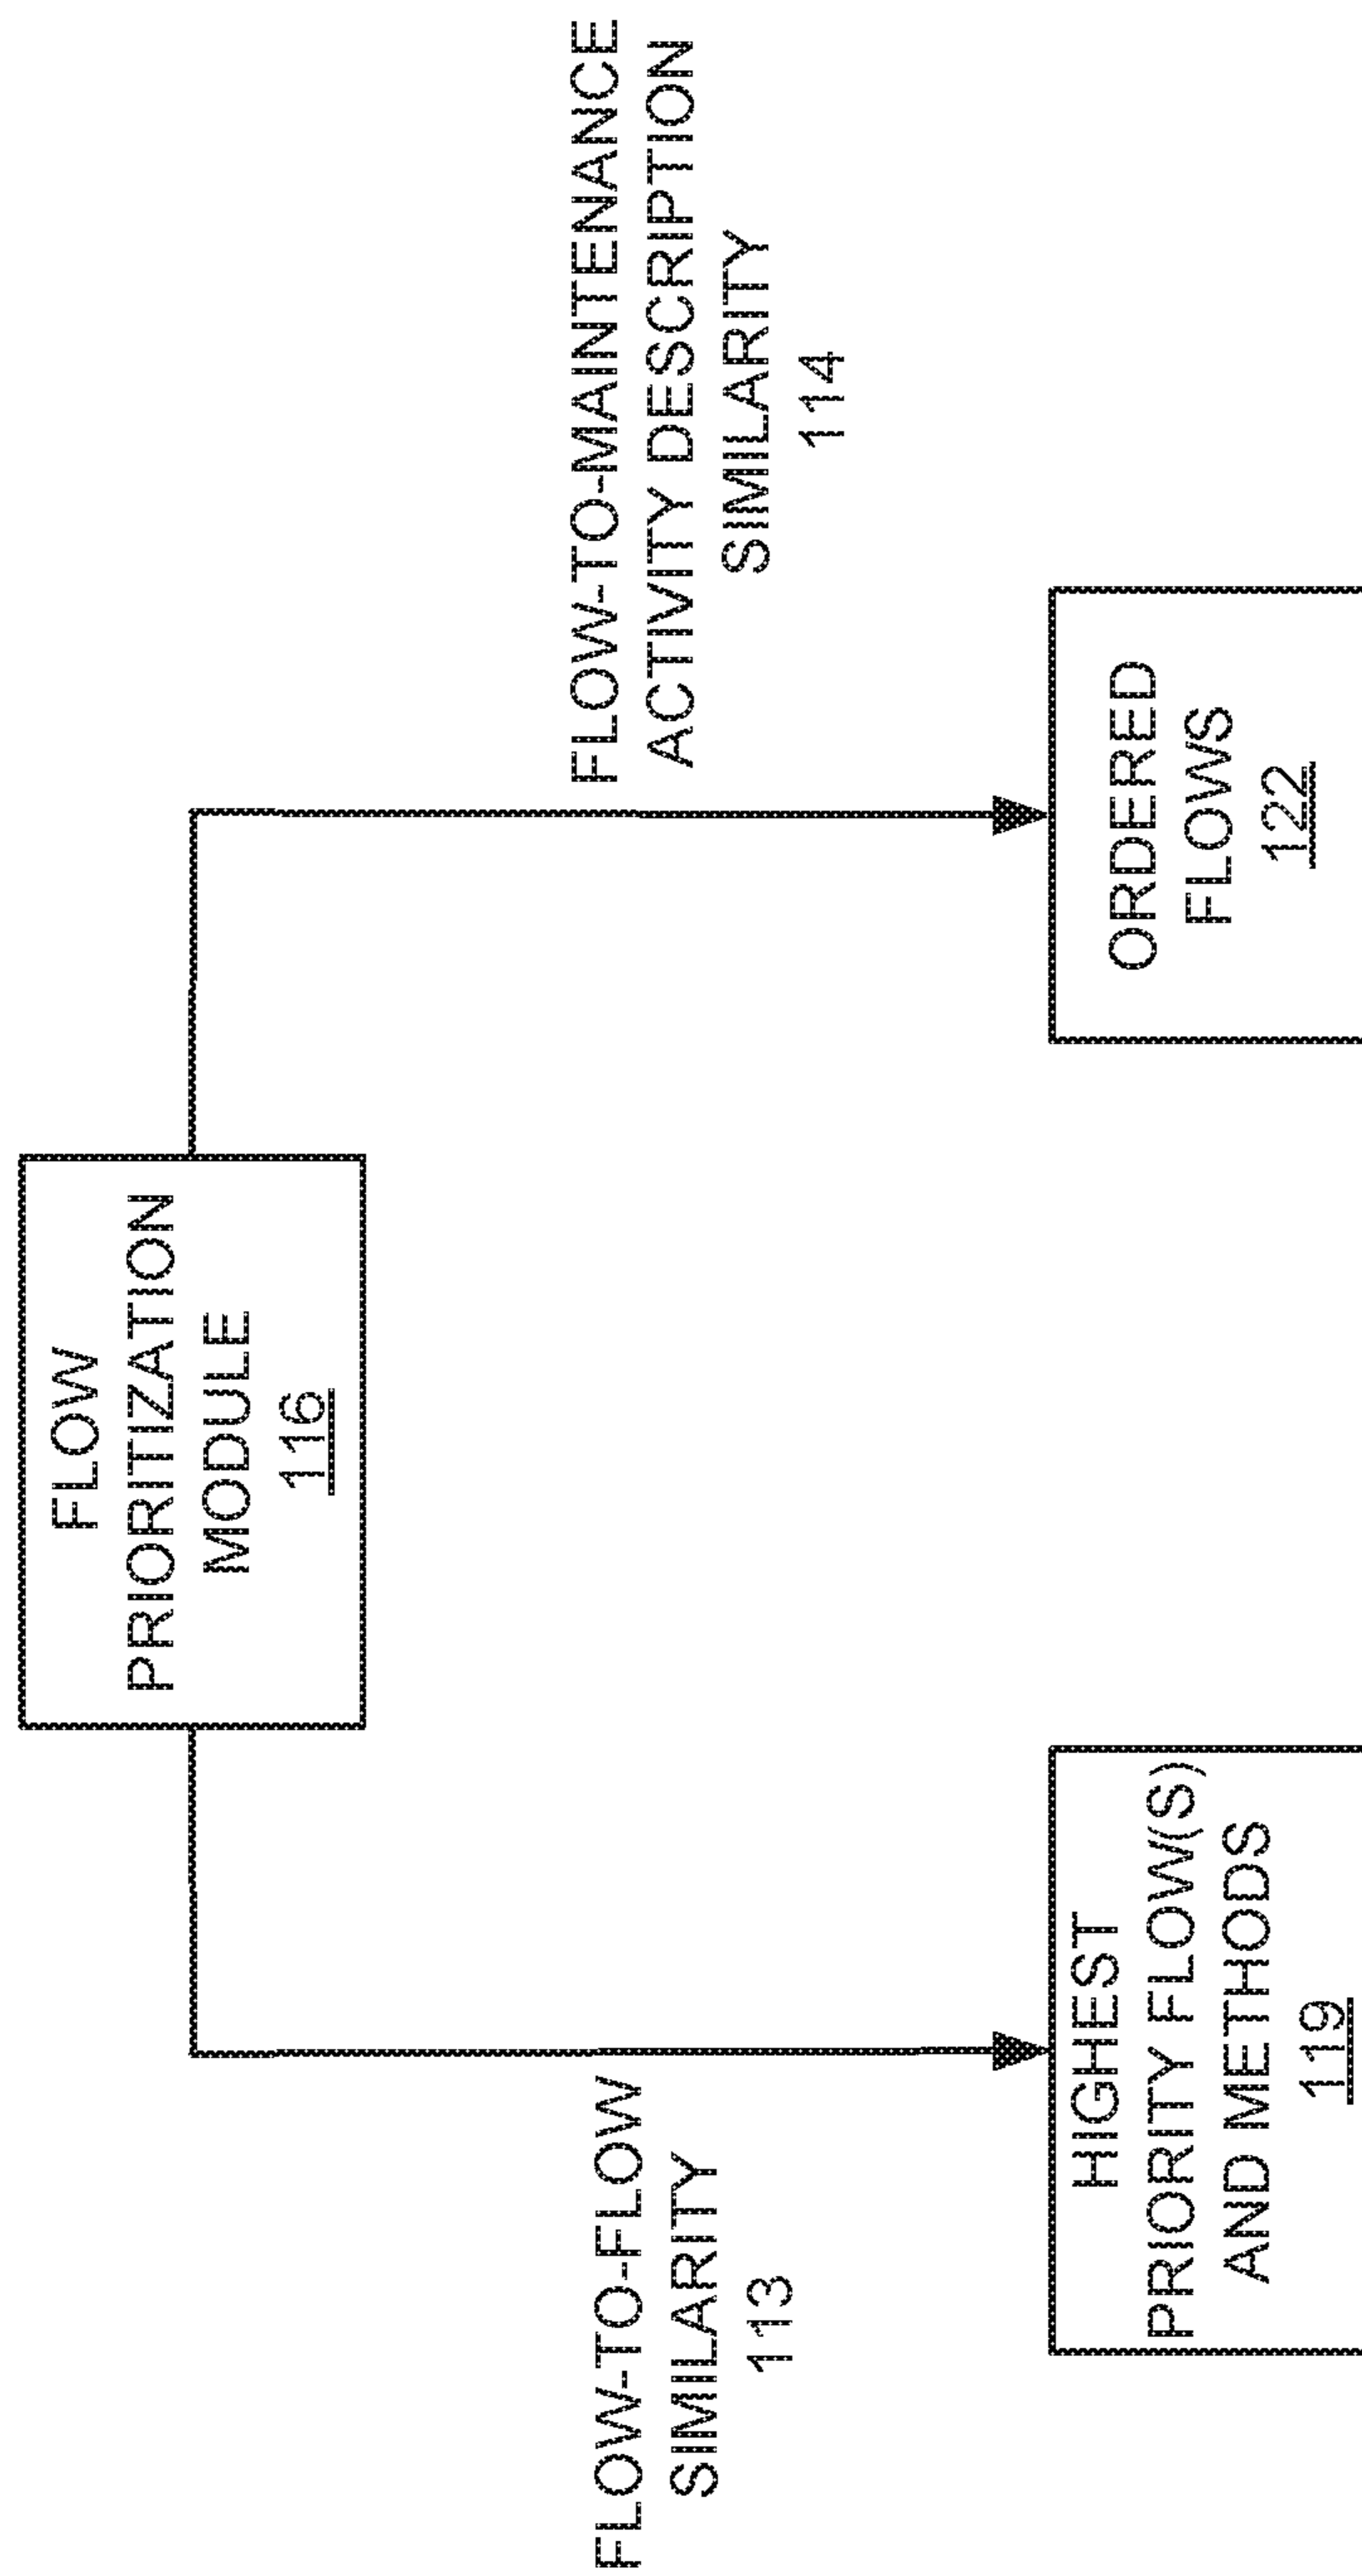 FLOW
PRIORITIZATION
MODULE
116
FLOW-TO-FLOW
SIMILARITY
113
FLOW-TO-MAINTENANCE
ACTIVITY DESCRIPTION
SIMILARITY
114
HIGHEST
PRIORITY FLOW(S)
AND METHODS
119
ORDERED
FLOWS
122